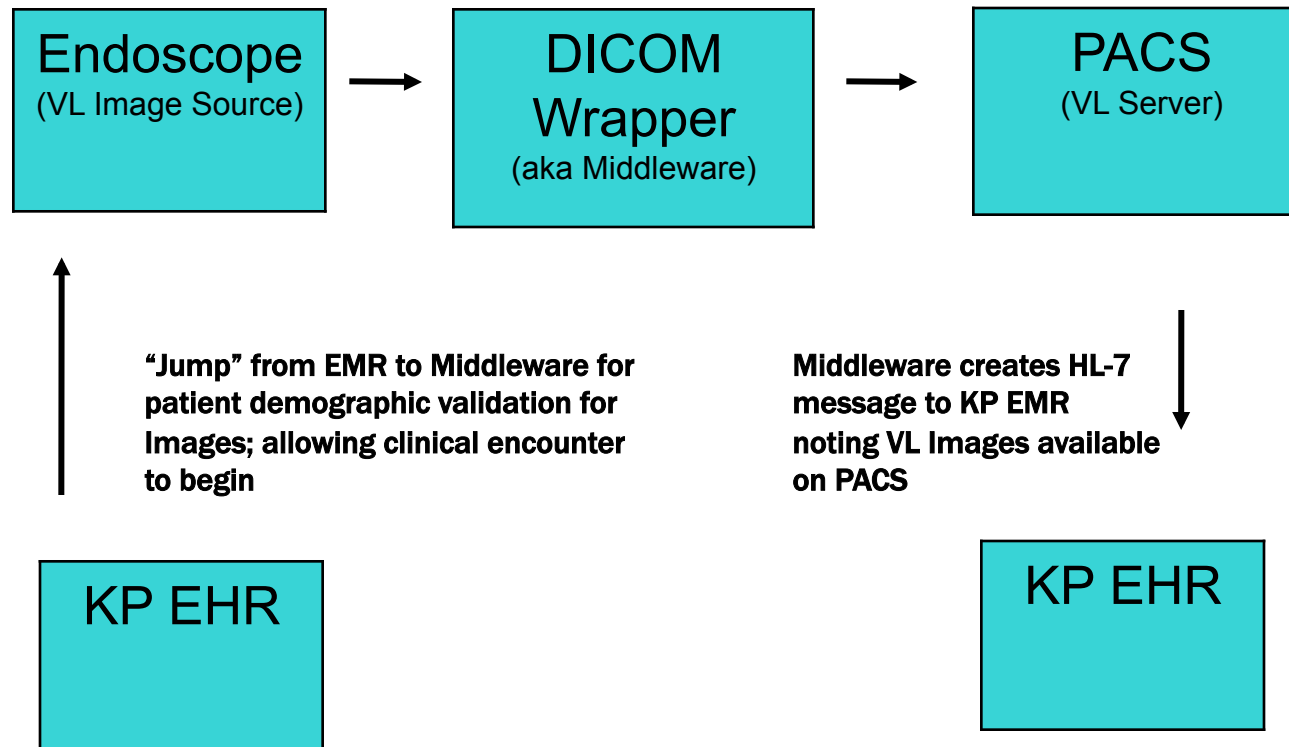 Endoscope
(VL Image Source)
DICOM
Wrapper
(aka Middleware)
PACS
(VL Server)
“Jump” from EMR to Middleware for
patient demographic validation for
Images; allowing clinical encounter
to begin
Middleware creates HL-7
message to KP EMR
noting VL Images available
on PACS
KP EHR
KP EHR